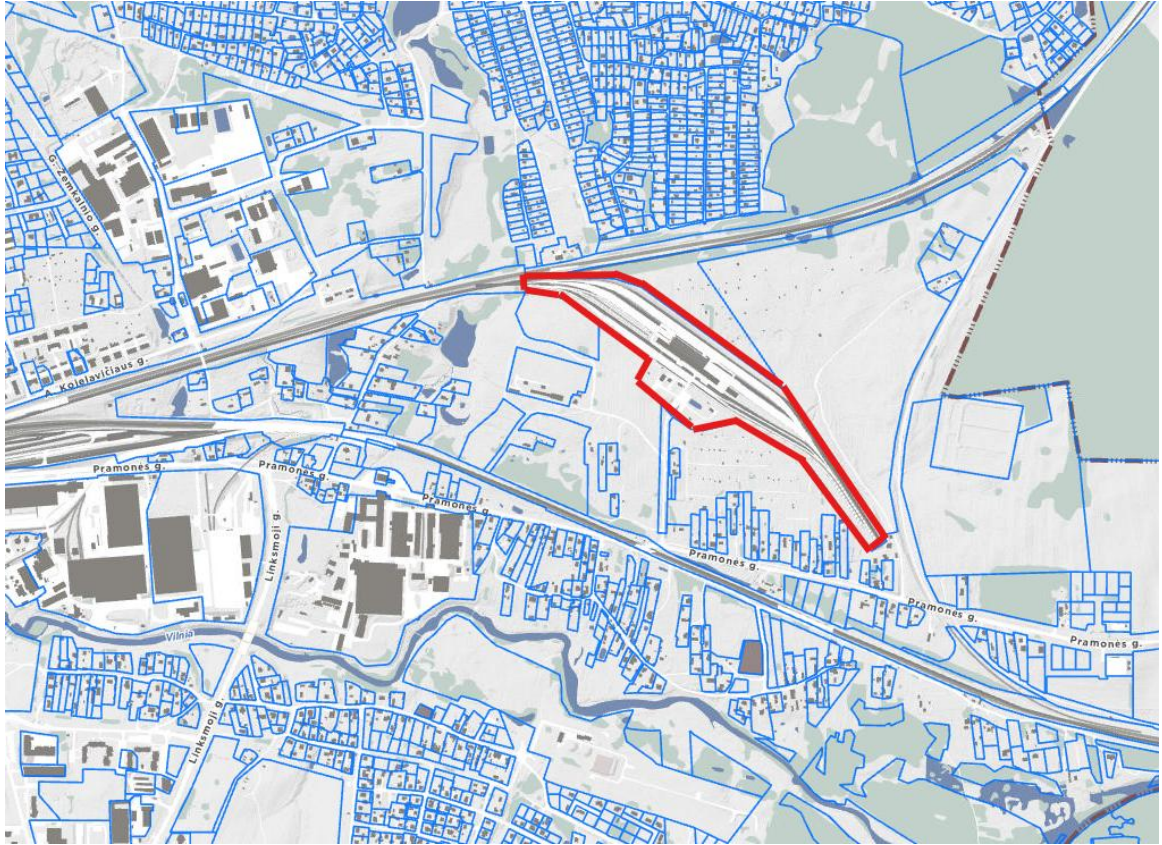 G. Žemkalnio g.
A. Kolelavičiaus g.
Pramonės g.
Pramonės g.
Pramonės g.
Linksmoji g.
Pramonės g.
Pramonės g.
Pramonės g.
Vilnia
Linksmoji g.